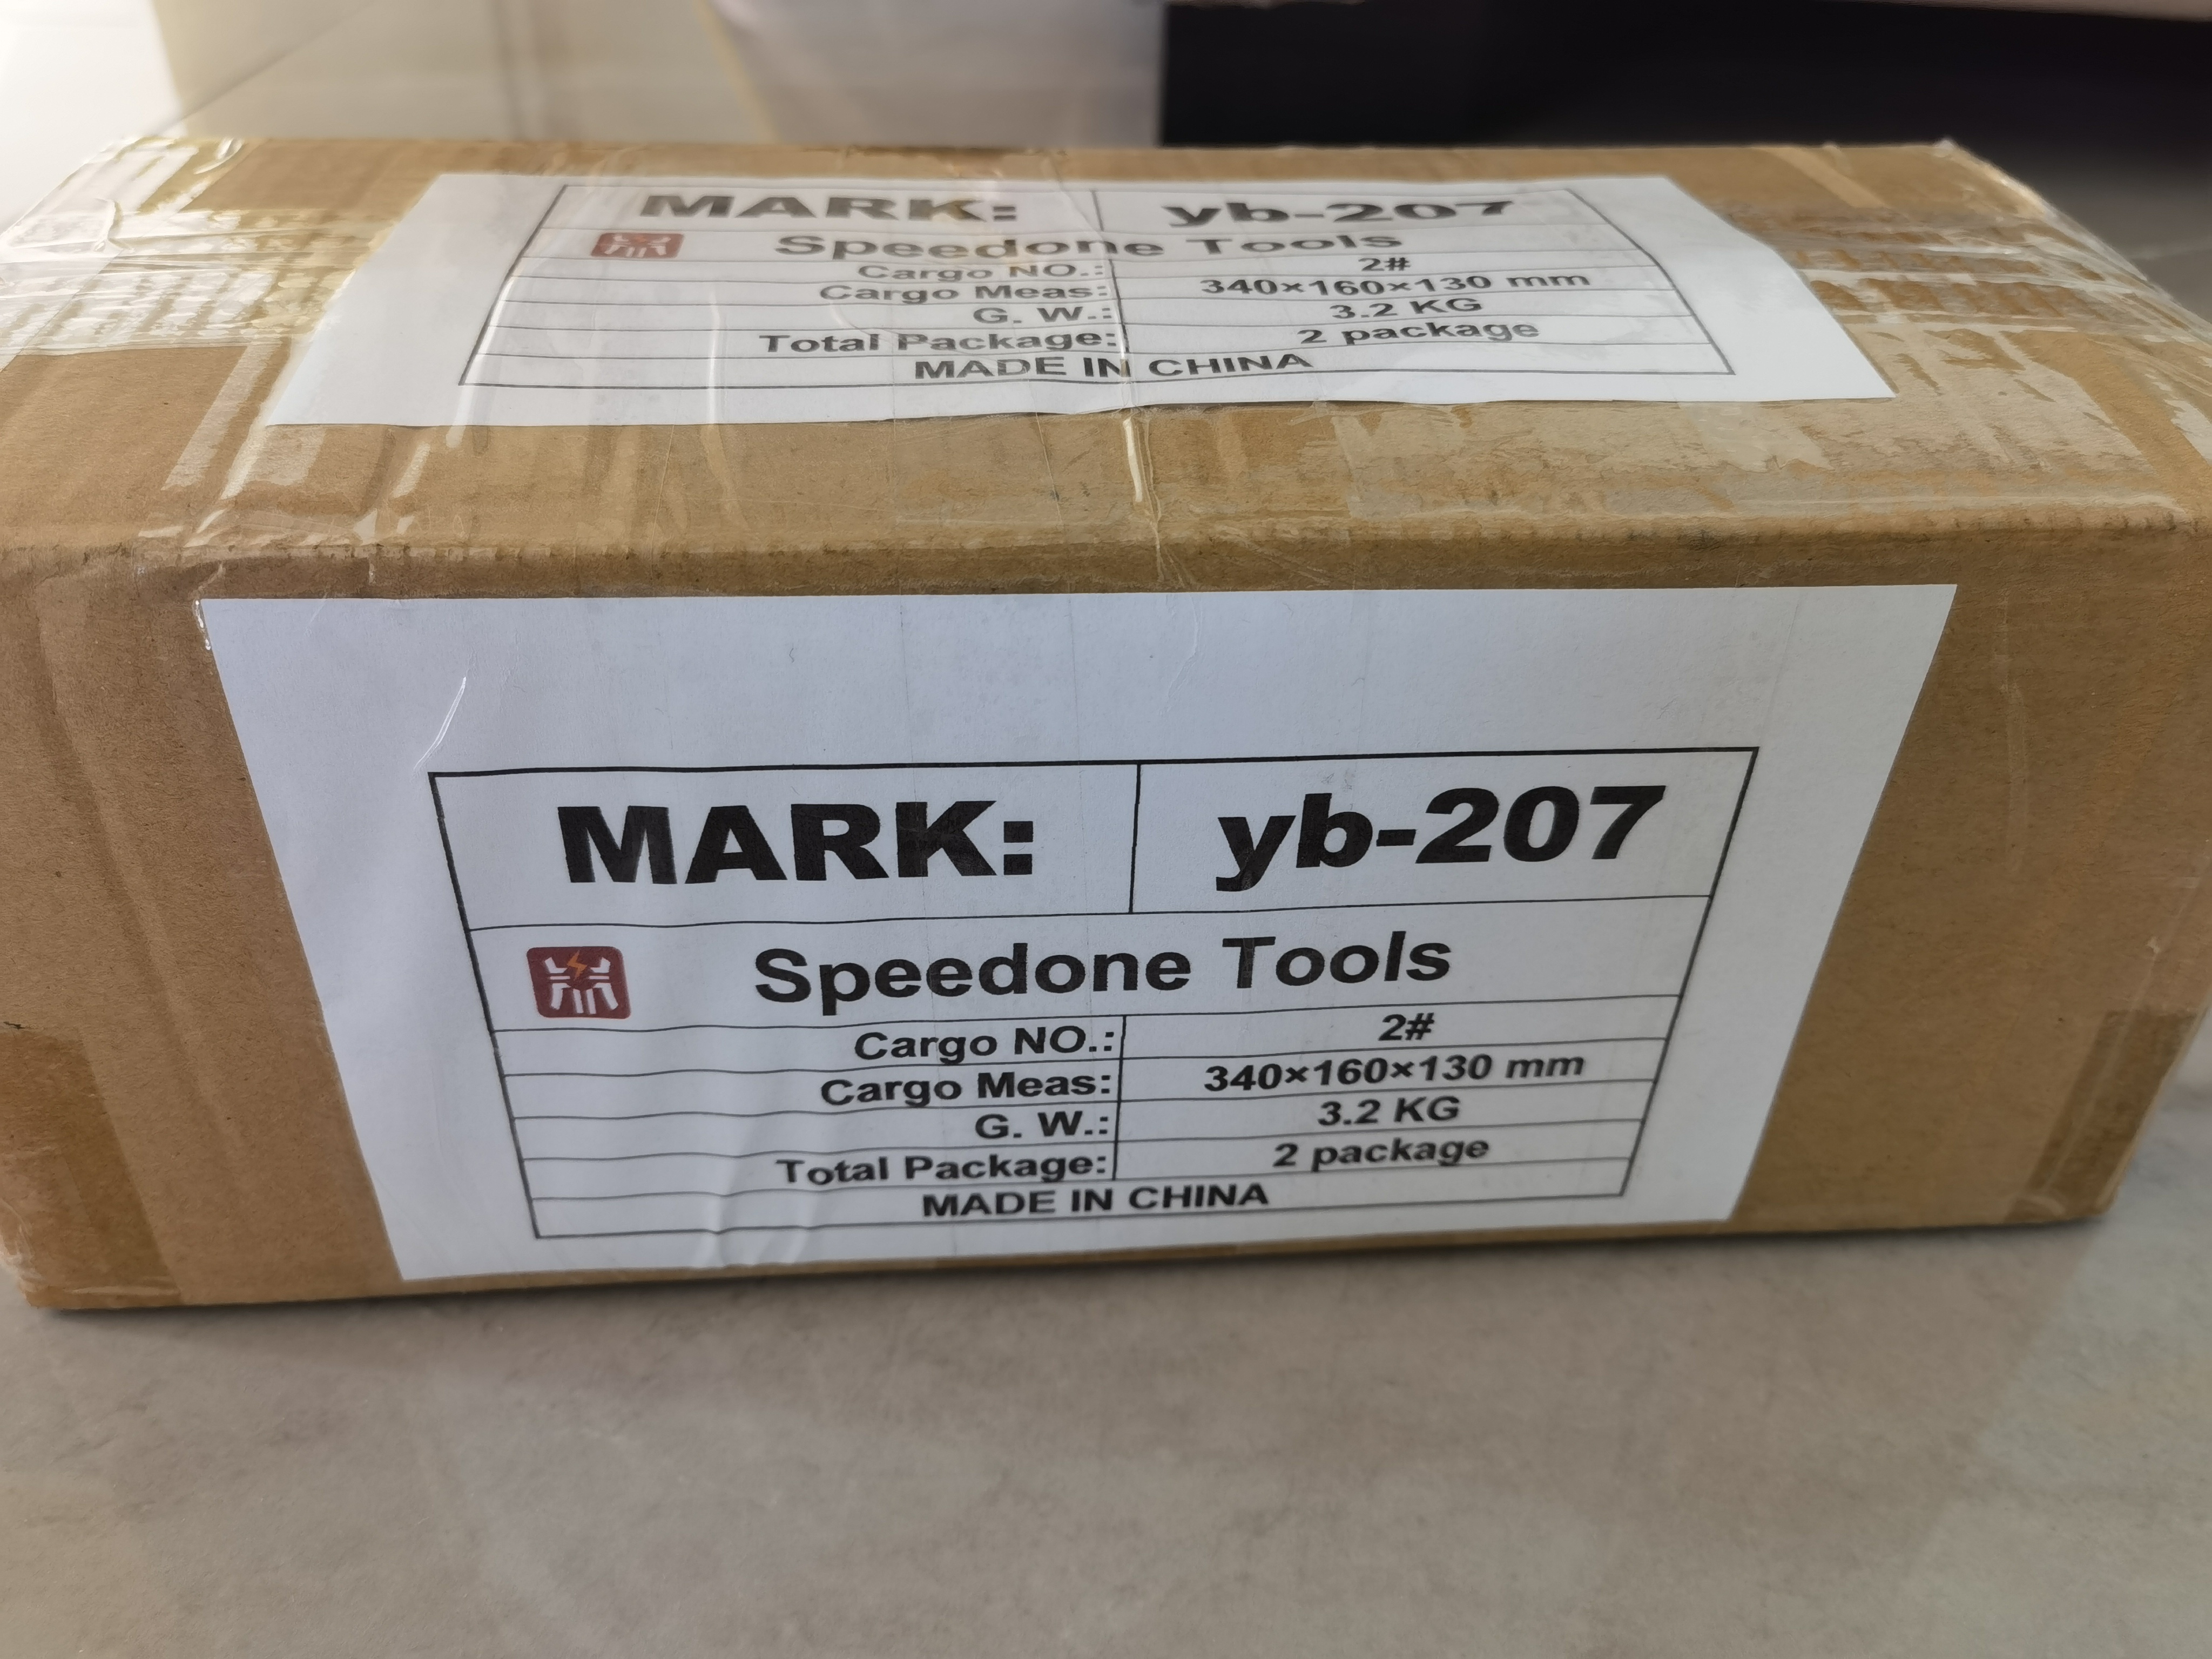 MARK: yb-207
Speedone Tools
Cargo NO.: 2#
Cargo Meas: 340×160×130 mm
G. W.: 3.2 KG
Total Package: 2 package
MADE IN CHINA
MARK: yb-207
Speedone Tools
Cargo NO.: 2#
Cargo Meas: 340×160×130 mm
G. W.: 3.2 KG
Total Package: 2 package
MADE IN CHINA